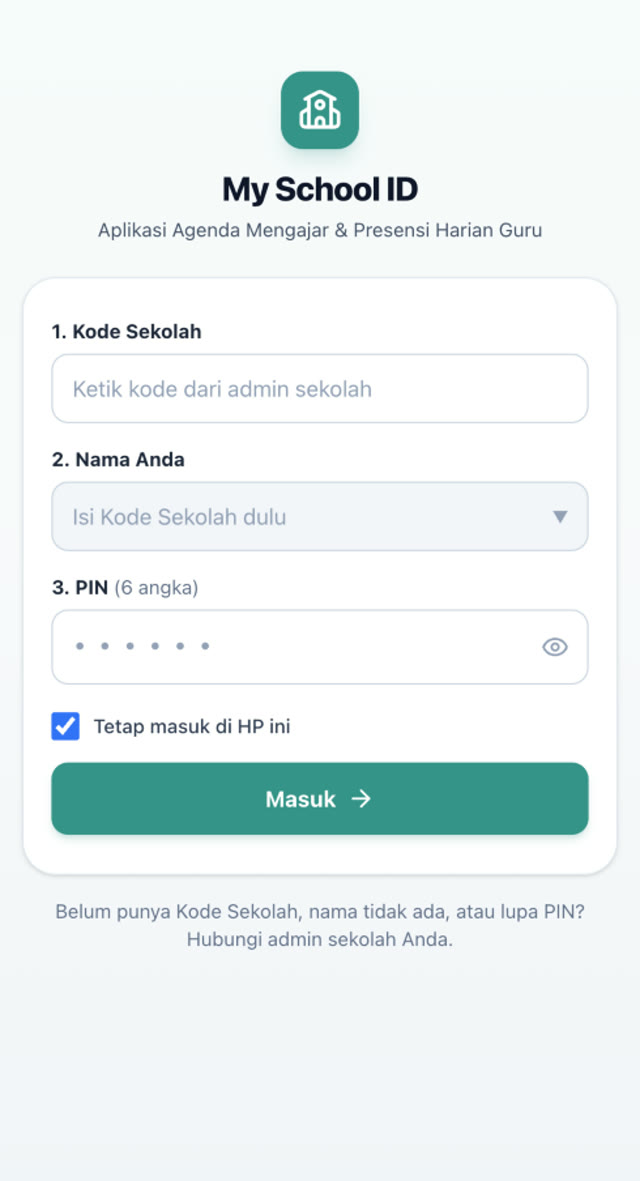 My School ID
Aplikasi Agenda Mengajar & Presensi Harian Guru
1. Kode Sekolah
Ketik kode dari admin sekolah
2. Nama Anda
Isi Kode Sekolah dulu
3. PIN (6 angka)
Tetap masuk di HP ini
Masuk →
Belum punya Kode Sekolah, nama tidak ada, atau lupa PIN?
Hubungi admin sekolah Anda.